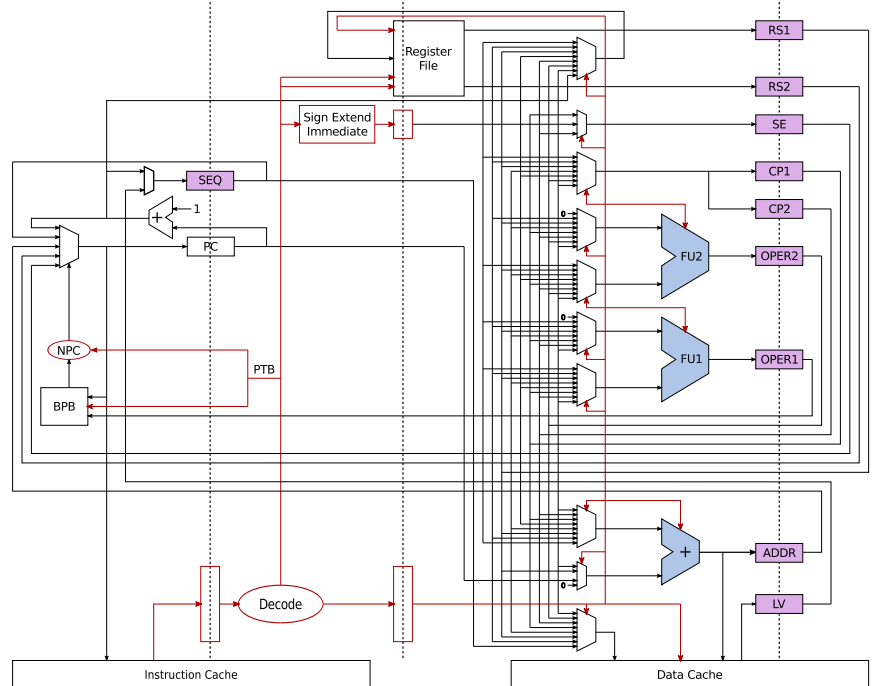 RS1
Register
File
RS2
Sign Extend
Immediate
SE
CP1
SEQ
1
CP2
0
+
PC
FU2
OPER2
0
NPC
PTB
FU1
OPER1
BPB
+
ADDR
0
Decode
LV
Instruction Cache
Data Cache